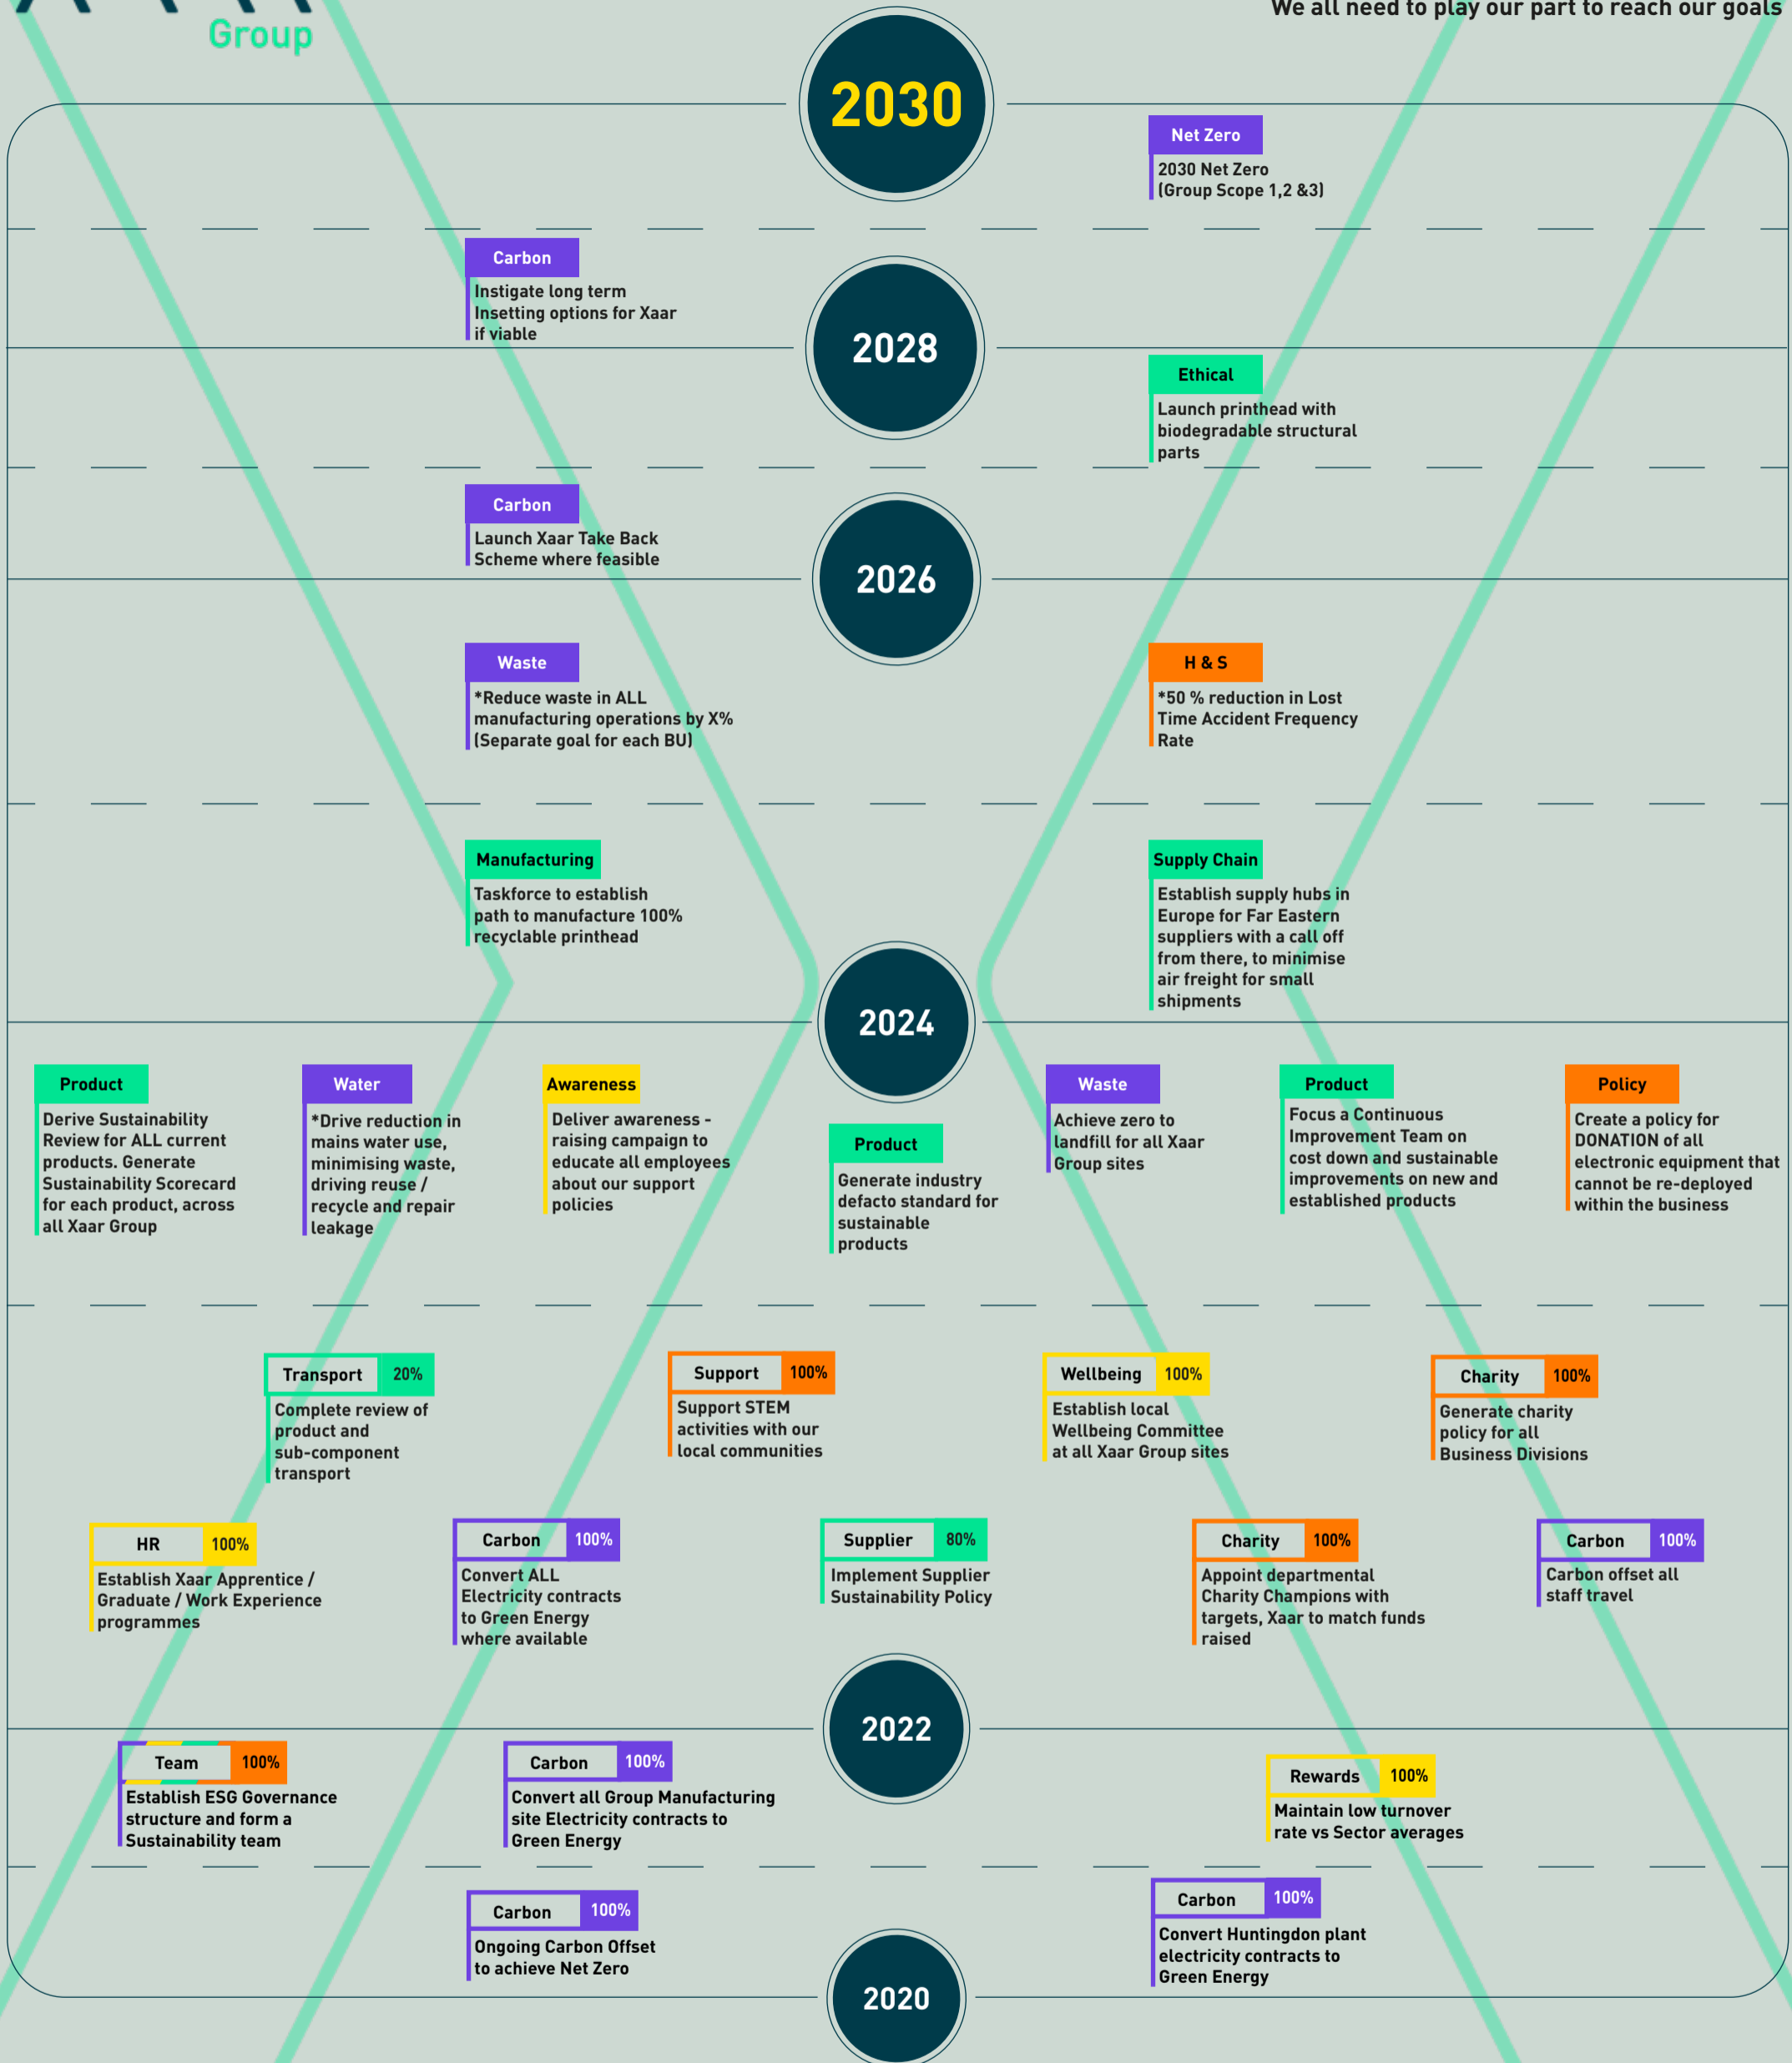 Group
We all need to play our part to reach our goals
2030
Net Zero
2030 Net Zero
(Group Scope 1,2 &3)
Carbon
Instigate long term
Insetting options for Xaar
if viable
2028
Ethical
Launch printhead with
biodegradable structural
parts
Carbon
Launch Xaar Take Back
Scheme where feasible
2026
Waste
*Reduce waste in ALL
manufacturing operations by X%
(Separate goal for each BU)
H & S
*50 % reduction in Lost
Time Accident Frequency
Rate
Manufacturing
Taskforce to establish
path to manufacture 100%
recyclable printhead
Supply Chain
Establish supply hubs in
Europe for Far Eastern
suppliers with a call off
from there, to minimise
air freight for small
shipments
2024
Product
Derive Sustainability
Review for ALL current
products. Generate
Sustainability Scorecard
for each product, across
all Xaar Group
Water
*Drive reduction in
mains water use,
minimising waste,
driving reuse /
recycle and repair
leakage
Awareness
Deliver awareness -
raising campaign to
educate all employees
about our support
policies
Product
Generate industry
defacto standard for
sustainable
products
Waste
Achieve zero to
landfill for all Xaar
Group sites
Product
Focus a Continuous
Improvement Team on
cost down and sustainable
improvements on new and
established products
Policy
Create a policy for
DONATION of all
electronic equipment that
cannot be re-deployed
within the business
Transport 20%
Complete review of
product and
sub-component
transport
Support 100%
Support STEM
activities with our
local communities
Wellbeing 100%
Establish local
Wellbeing Committee
at all Xaar Group sites
Charity 100%
Generate charity
policy for all
Business Divisions
HR 100%
Establish Xaar Apprentice /
Graduate / Work Experience
programmes
Carbon 100%
Convert ALL
Electricity contracts
to Green Energy
where available
Supplier 80%
Implement Supplier
Sustainability Policy
Charity 100%
Appoint departmental
Charity Champions with
targets, Xaar to match funds
raised
Carbon 100%
Carbon offset all
staff travel
2022
Team 100%
Establish ESG Governance
structure and form a
Sustainability team
Carbon 100%
Convert all Group Manufacturing
site Electricity contracts to
Green Energy
Rewards 100%
Maintain low turnover
rate vs Sector averages
Carbon 100%
Ongoing Carbon Offset
to achieve Net Zero
Carbon 100%
Convert Huntingdon plant
electricity contracts to
Green Energy
2020